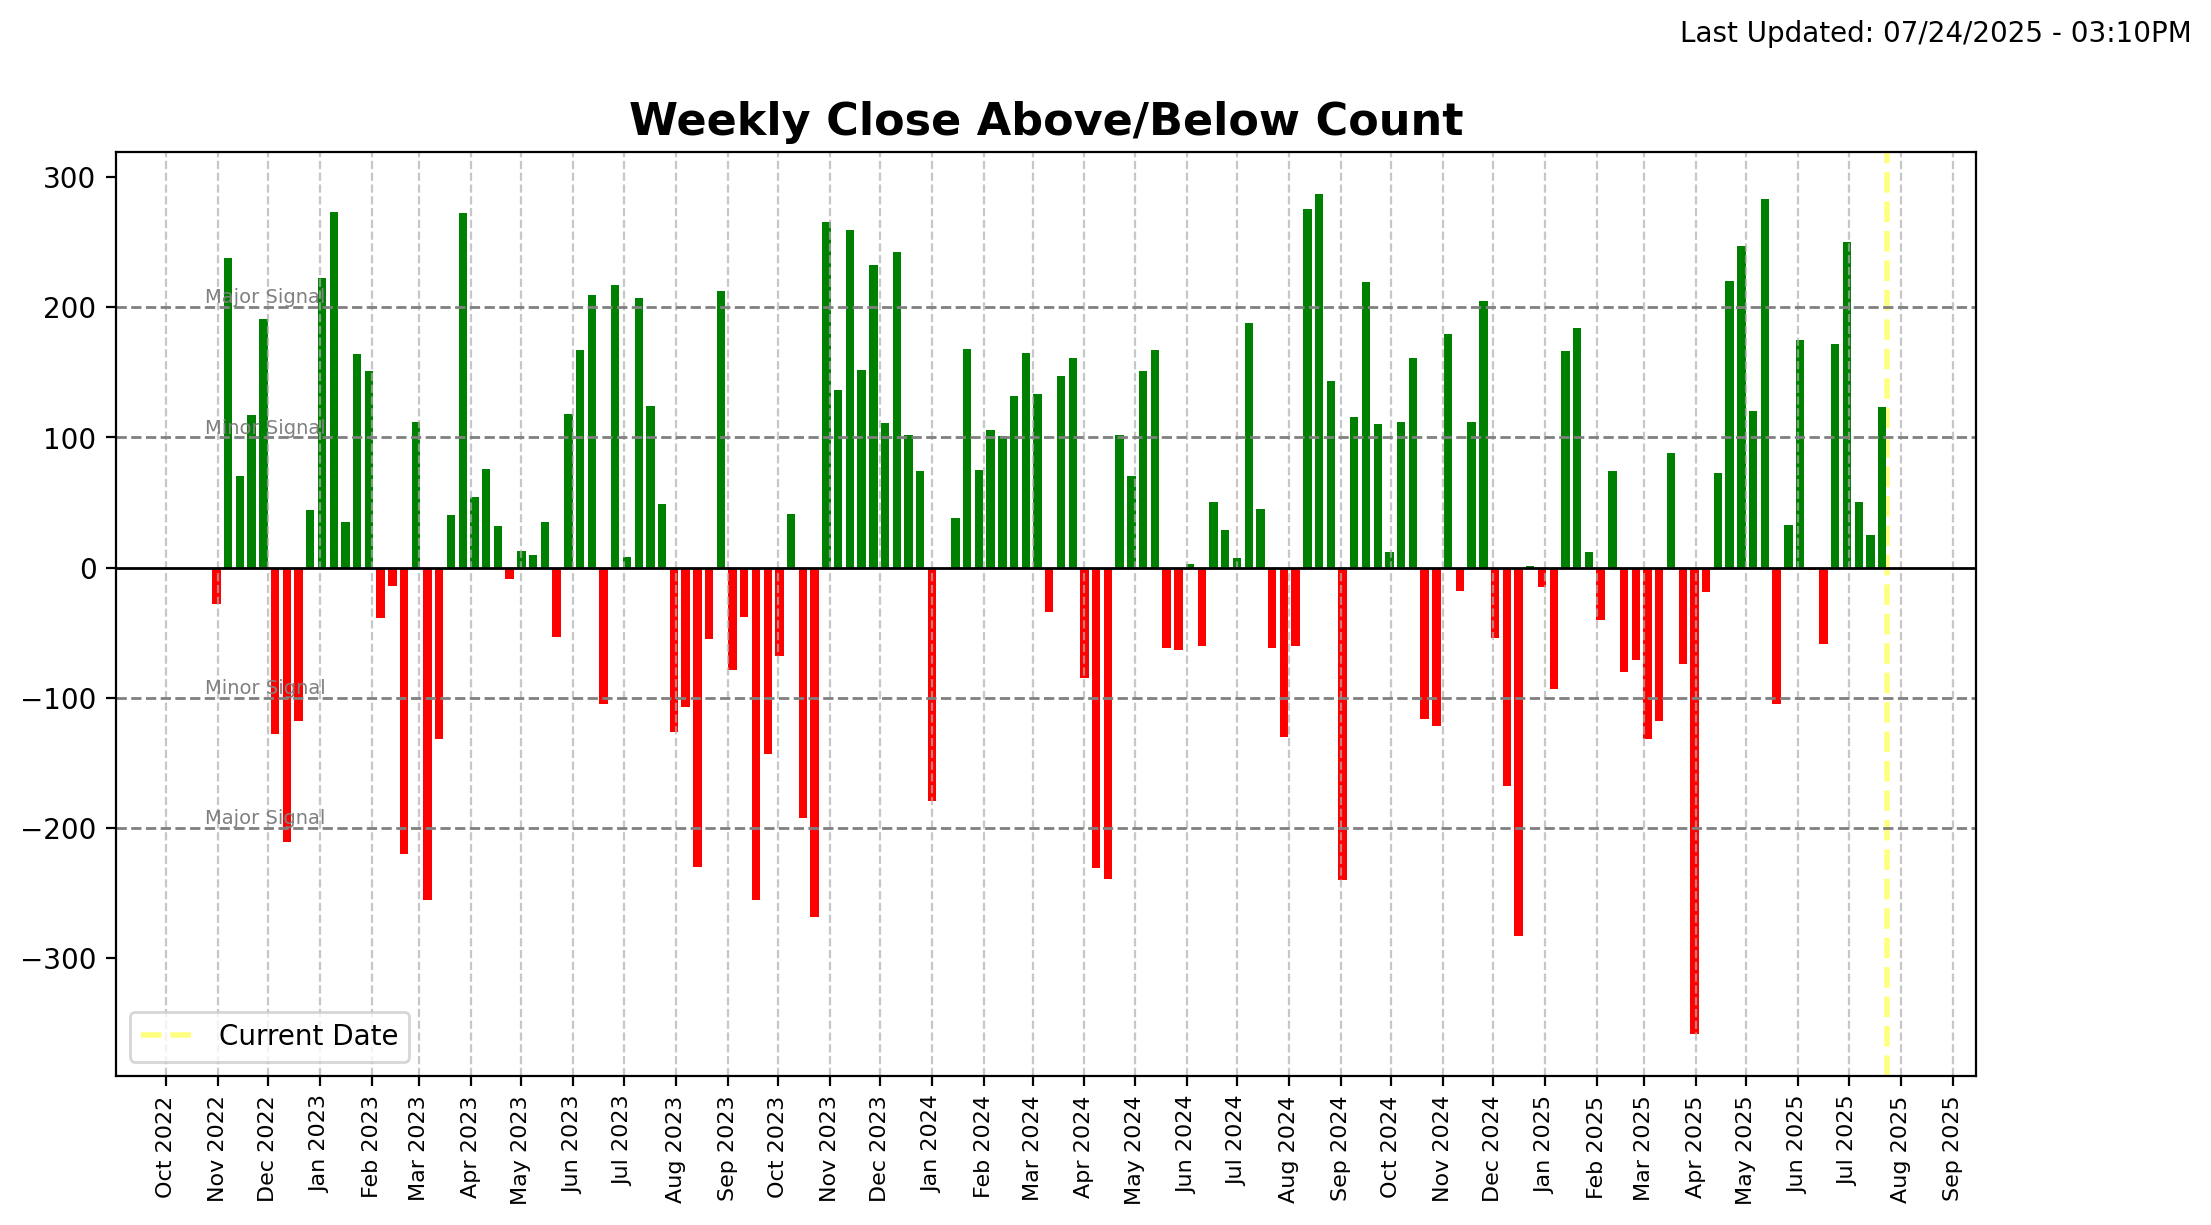 Last Updated: 07/24/2025 - 03:10PM
Weekly Close Above/Below Count
300
200
100
0
−100
−200
−300
Major Signal
Minor Signal
Minor Signal
Major Signal
Current Date
Oct 2022
Nov 2022
Dec 2022
Jan 2023
Feb 2023
Mar 2023
Apr 2023
May 2023
Jun 2023
Jul 2023
Aug 2023
Sep 2023
Oct 2023
Nov 2023
Dec 2023
Jan 2024
Feb 2024
Mar 2024
Apr 2024
May 2024
Jun 2024
Jul 2024
Aug 2024
Sep 2024
Oct 2024
Nov 2024
Dec 2024
Jan 2025
Feb 2025
Mar 2025
Apr 2025
May 2025
Jun 2025
Jul 2025
Aug 2025
Sep 2025